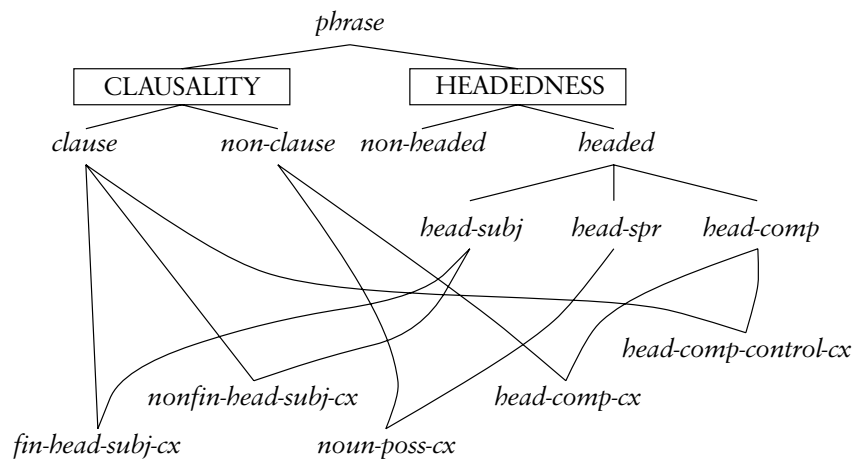 phrase
CLAUSALITY HEADEDNESS
clause non-clause non-headed headed
head-subj head-spr head-comp
head-comp-control-cx
nonfin-head-subj-cx head-comp-cx
fin-head-subj-cx noun-poss-cx